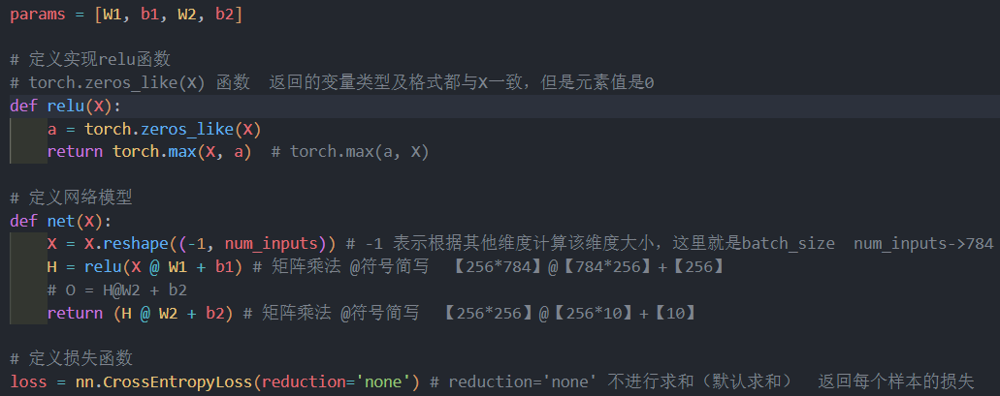 params = [W1, b1, W2, b2]
# 定义实现relu函数
# torch.zeros_like(X) 函数  返回的变量类型及格式都与X一致，但是元素值是0
def relu(X):
    a = torch.zeros_like(X)
    return torch.max(X, a)  # torch.max(a, X)
# 定义网络模型
def net(X):
    X = X.reshape((-1, num_inputs)) # -1 表示根据其他维度计算该维度大小，这里就是batch_size  num_inputs->784
    H = relu(X @ W1 + b1) # 矩阵乘法 @符号简写  【256*784】@【784*256】+【256】
    # O = H@W2 + b2
    return (H @ W2 + b2) # 矩阵乘法 @符号简写  【256*256】@【256*10】+【10】
# 定义损失函数
loss = nn.CrossEntropyLoss(reduction='none') # reduction='none' 不进行求和（默认求和）  返回每个样本的损失